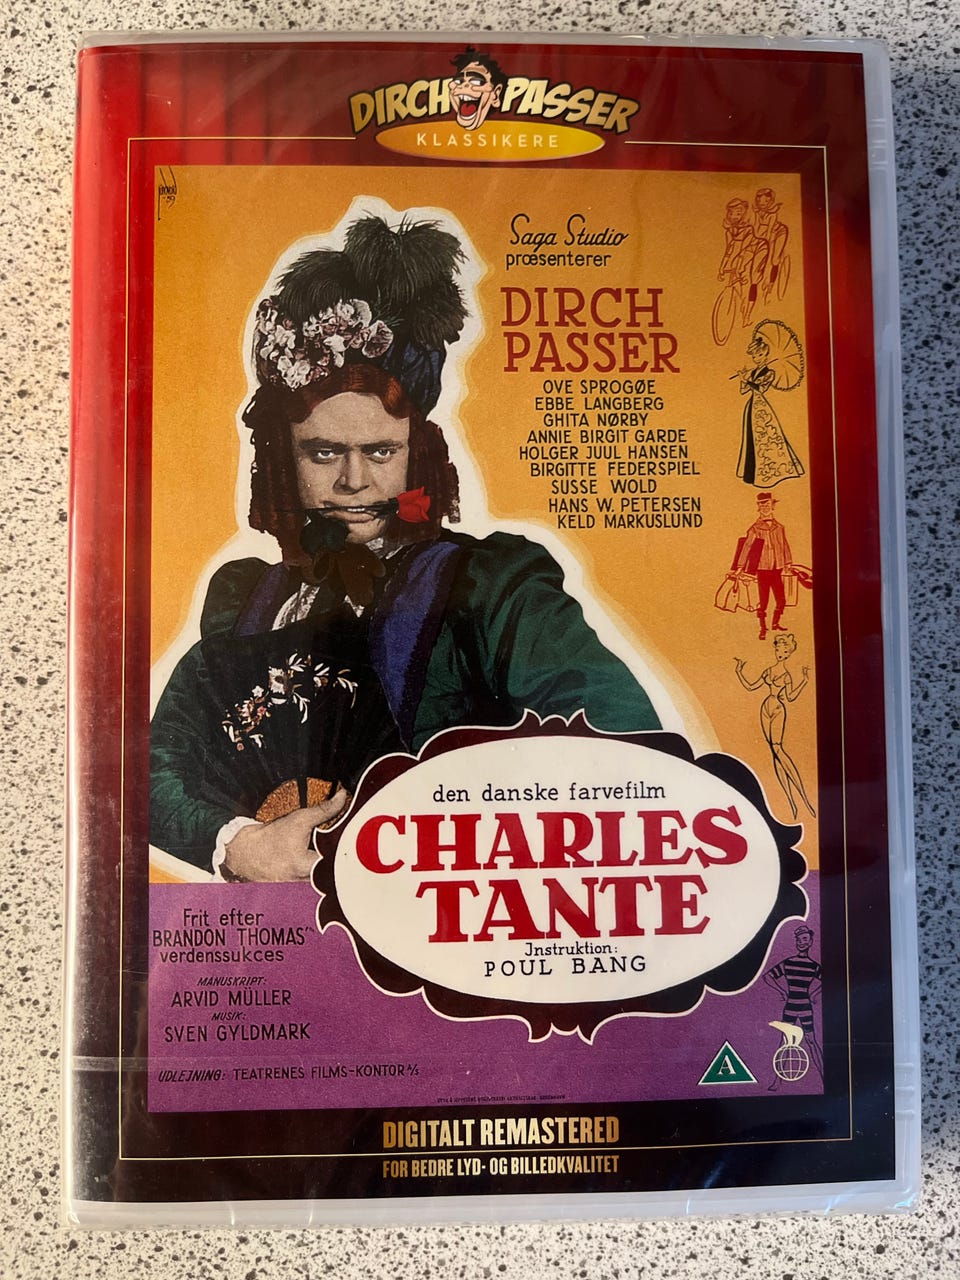 DIRCH PASSER
KLASSIKERE
Saga Studio
præsenterer
DIRCH
PASSER
OVE SPROGØE
EBBE LANGBERG
GHITA NØRBY
ANNIE BIRGIT GARDE
HOLGER JUUL HANSEN
BIRGITTE FEDERSPIEL
SUSSE WOLD
HANS W. PETERSEN
KELD MARKUSLUND
den danske farvefilm
CHARLES
TANTE
Instruktion:
POUL BANG
Frit efter
BRANDON THOMAS'
verdenssukces
MANUSKRIPT:
ARVID MÜLLER
MUSIK:
SVEN GYLDMARK
UDLEJNING: TEATRENES FILMS-KONTOR A/S
A
DIGITALT REMASTERED
FOR BEDRE LYD- OG BILLEDKVALITET